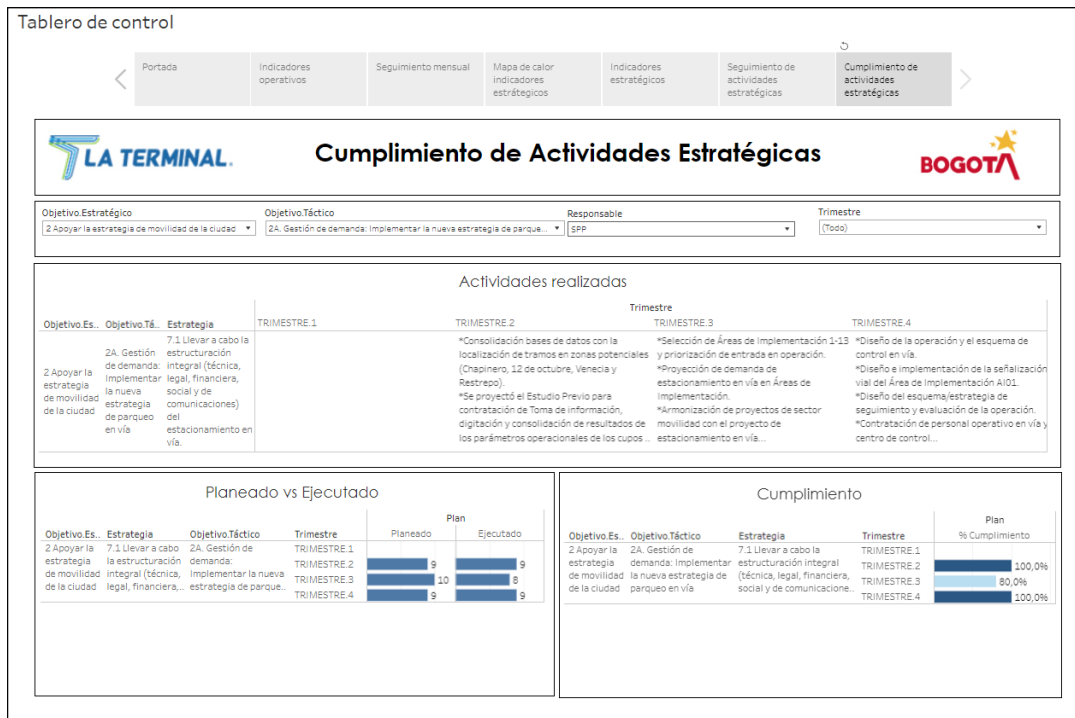 Tablero de control
Portada
Indicadores
operativos
Seguimiento mensual
Mapa de calor
indicadores
estrátegicos
Indicadores
estratégicos
Seguimiento de
actividades
estratégicas
Cumplimiento de
actividades
estratégicas
LA TERMINAL.
Cumplimiento de Actividades Estratégicas
BOGOTÁ
Objetivo.Estratégico
Objetivo.Táctico
Responsable
Trimestre
2 Apoyar la estrategia de movilidad de la ciudad
2A. Gestión de demanda: Implementar la nueva estrategia de parque...
SPP
(Todo)
Actividades realizadas
Trimestre
Objetivo.Es.. Objetivo.Tá.. Estrategia TRIMESTRE.1 TRIMESTRE.2 TRIMESTRE.3 TRIMESTRE.4
2 Apoyar la
estrategia
de movilidad
de la ciudad
2A. Gestión
de demanda:
Implementar
la nueva
estrategia
de parqueo
en vía
7.1 Llevar a cabo la
estructuración
integral (técnica,
legal, financiera,
social y de
comunicaciones)
del
estacionamiento en
vía.
*Consolidación bases de datos con la
localización de tramos en zonas potenciales
(Chapinero, 12 de octubre, Venecia y
Restrepo).
*Se proyectó el Estudio Previo para
contratación de Toma de información,
digitación y consolidación de resultados de
los parámetros operacionales de los cupos ..
*Selección de Áreas de Implementación 1-13
y priorización de entrada en operación.
*Proyección de demanda de
estacionamiento en vía en Áreas de
Implementación.
*Armonización de proyectos de sector
movilidad con el proyecto de
estacionamiento en vía...
*Diseño de la operación y el esquema de
control en vía.
*Diseño e implementación de la señalización
vial del Área de Implementación AI01.
*Diseño del esquema/estrategia de
seguimiento y evaluación de la operación.
*Contratación de personal operativo en vía y
centro de control...
Planeado vs Ejecutado
Plan
Objetivo.Es.. Estrategia Objetivo.Táctico Trimestre Planeado Ejecutado
2 Apoyar la
estrategia
de movilidad
de la ciudad
7.1 Llevar a cabo
la estructuración
integral (técnica,
legal, financiera,..
2A. Gestión de
demanda:
Implementar la nueva
estrategia de parque..
TRIMESTRE.1
TRIMESTRE.2 9 9
TRIMESTRE.3 10 8
TRIMESTRE.4 9 9
Cumplimiento
Plan
Objetivo.Es.. Objetivo.Táctico Estrategia Trimestre % Cumplimiento
2 Apoyar la
estrategia
de movilidad
de la ciudad
2A. Gestión de
demanda: Implementar
la nueva estrategia de
parqueo en vía
7.1 Llevar a cabo la
estructuración integral
(técnica, legal, financiera,
social y de comunicacione..
TRIMESTRE.1
TRIMESTRE.2 100,0%
TRIMESTRE.3 80,0%
TRIMESTRE.4 100,0%